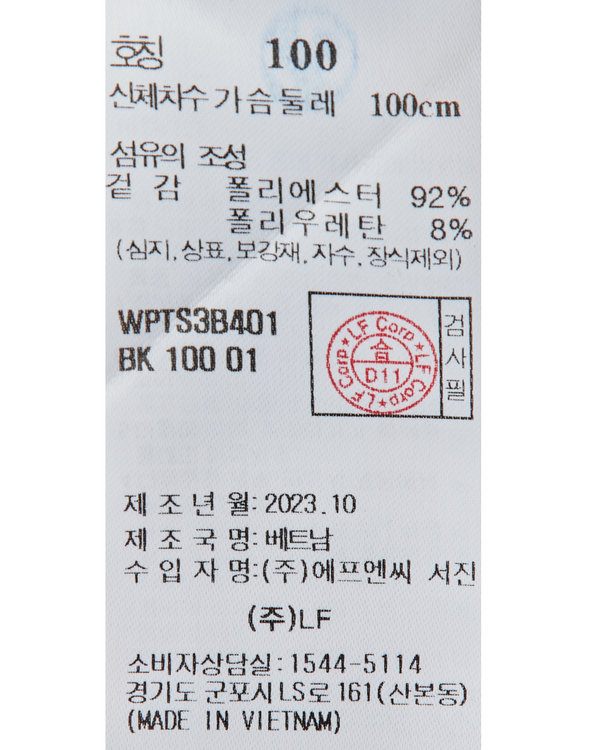 호칭 100
신체치수 가슴둘레 100cm
섬유의 조성
겉 감 폴리에스터 92%
폴리우레탄 8%
(심지,상표,보강재,자수,장식제외)
WPTS3B401
BK 100 01
LF Corp ★ LF Corp ★ LF Corp ★
합
D11
검사필
제 조 년 월: 2023.10
제 조 국 명: 베트남
수 입 자 명:(주)에프엔씨 서진
(주)LF
소비자상담실:1544-5114
경기도 군포시 LS로 161(산본동)
(MADE IN VIETNAM)